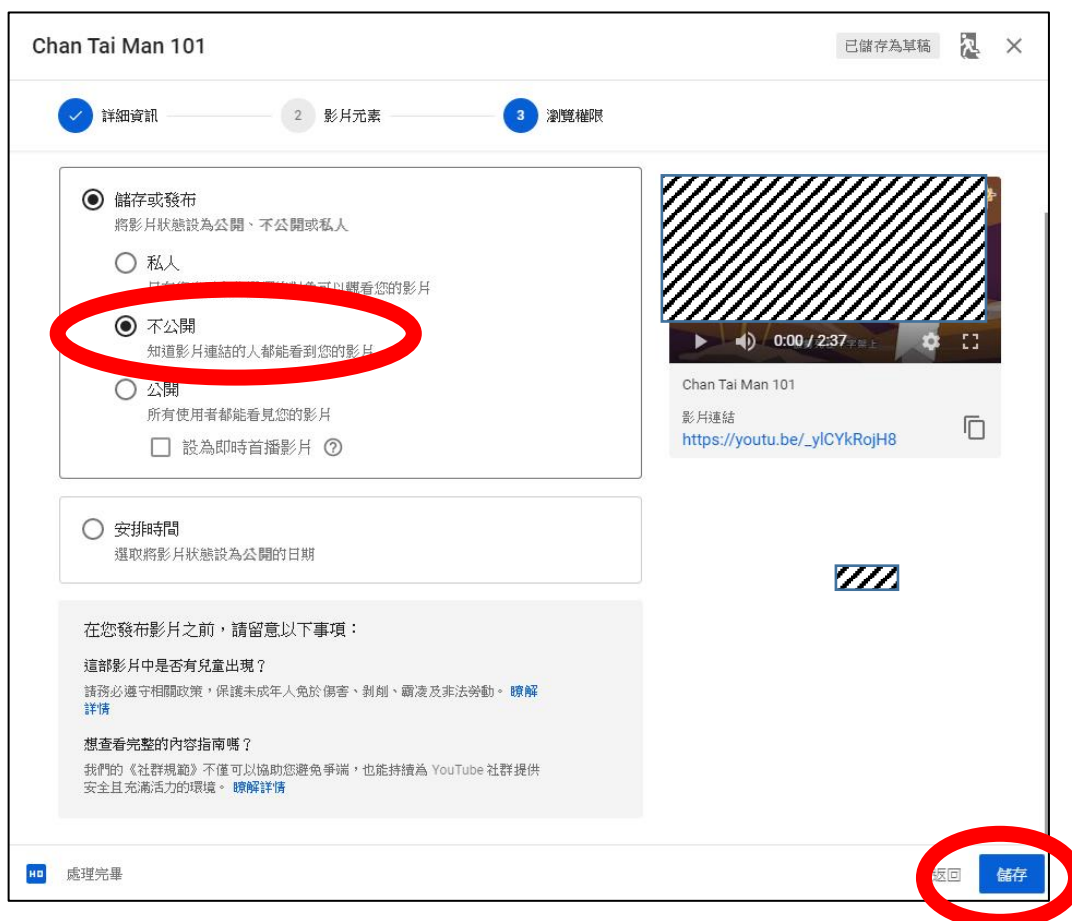 Chan Tai Man 101
已儲存為草稿
詳細資訊
2 影片元素
3 瀏覽權限
儲存或發布
將影片狀態設為公開、不公開或私人
私人
可以觀看您的影片
不公開
知道影片連結的人都能看到您的影片
公開
所有使用者都能看見您的影片
設為即時首播影片
安排時間
選取將影片狀態設為公開的日期
在您發布影片之前，請留意以下事項：
這部影片中是否有兒童出現？
請務必遵守相關政策，保護未成年人免於傷害、剝削、霸凌及非法勞動。瞭解
詳情
想查看完整的內容指南嗎？
我們的《社群規範》不僅可以協助您避免爭端，也能持續為 YouTube 社群提供
安全且充滿活力的環境。瞭解詳情
0:00 / 2:37
Chan Tai Man 101
影片連結
https://youtu.be/_ylCYkRojH8
HD 處理完畢
返回
儲存